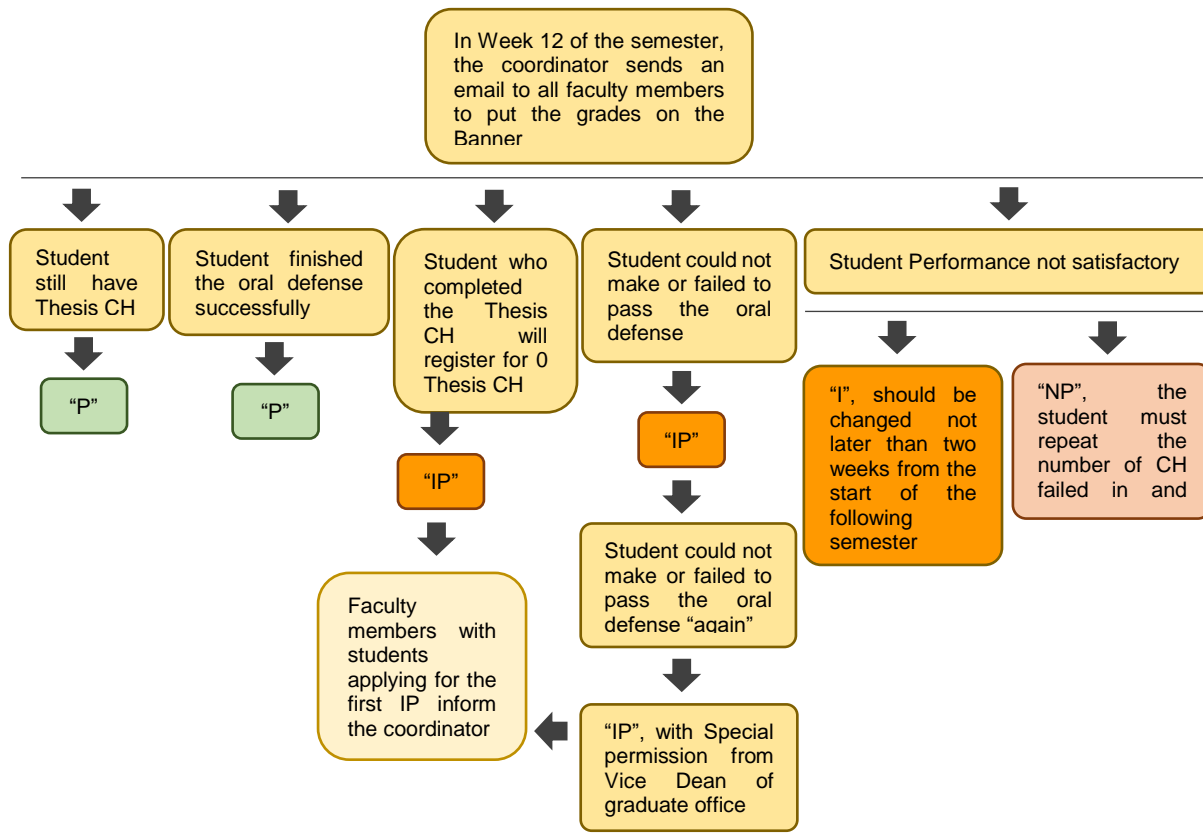 In Week 12 of the semester,
the coordinator sends an
email to all faculty members
to put the grades on the
Banner
Student
still have
Thesis CH
"P"
Student finished
the oral defense
successfully
"P"
Student who
completed
the Thesis
CH will
register for 0
Thesis CH
"IP"
Faculty
members with
students
applying for the
first IP inform
the coordinator
Student could not
make or failed to
pass the oral
defense
"IP"
Student could not
make or failed to
pass the oral
defense "again"
"IP", with Special
permission from
Vice Dean of
graduate office
Student Performance not satisfactory
"I", should be
changed not
later than two
weeks from the
start of the
following
semester
"NP", the
student must
repeat the
number of CH
failed in and